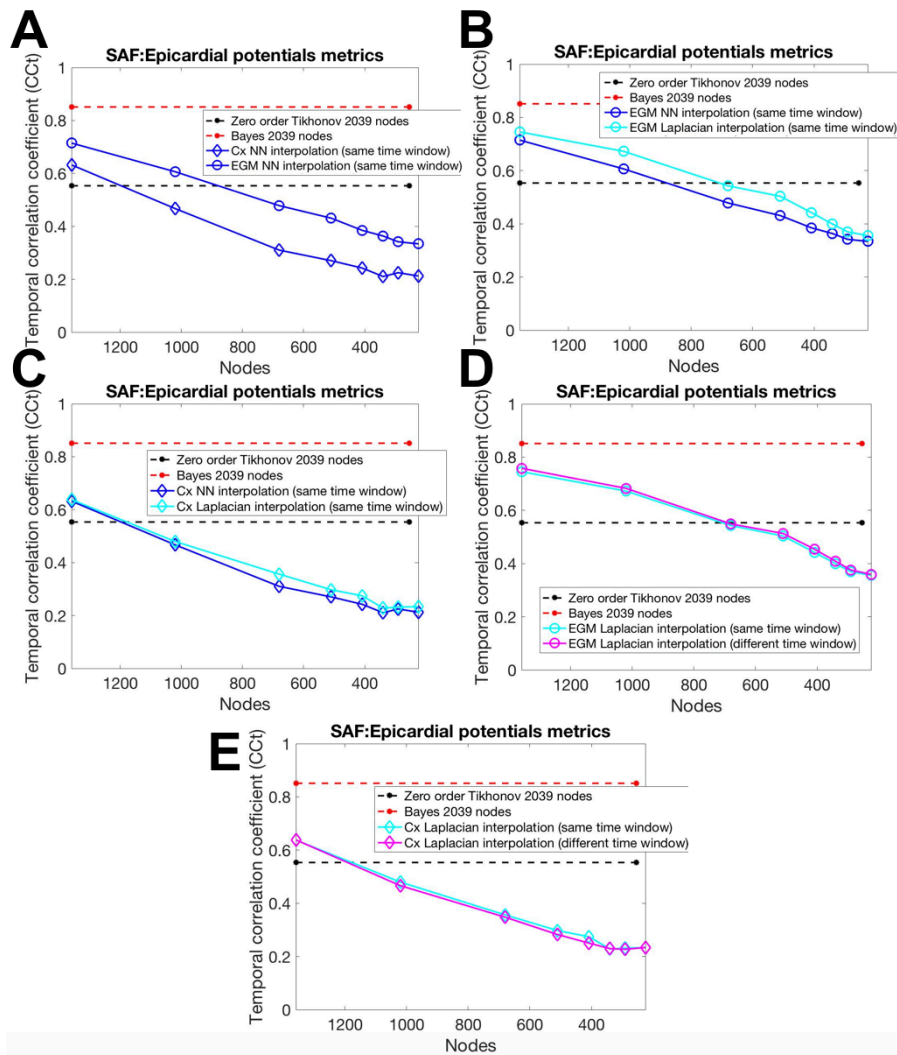 A
SAF:Epicardial potentials metrics
Temporal correlation coefficient (CCt)
1
0.8
0.6
0.4
0.2
0
Zero order Tikhonov 2039 nodes
Bayes 2039 nodes
Cx NN interpolation (same time window)
EGM NN interpolation (same time window)
1200 1000 800 600 400
Nodes
B
SAF:Epicardial potentials metrics
Temporal correlation coefficient (CCt)
1
0.8
0.6
0.4
0.2
0
Zero order Tikhonov 2039 nodes
Bayes 2039 nodes
EGM NN interpolation (same time window)
EGM Laplacian interpolation (same time window)
1200 1000 800 600 400
Nodes
C
SAF:Epicardial potentials metrics
Temporal correlation coefficient (CCt)
1
0.8
0.6
0.4
0.2
0
Zero order Tikhonov 2039 nodes
Bayes 2039 nodes
Cx NN interpolation (same time window)
Cx Laplacian interpolation (same time window)
1200 1000 800 600 400
Nodes
D
SAF:Epicardial potentials metrics
Temporal correlation coefficient (CCt)
1
0.8
0.6
0.4
0.2
0
Zero order Tikhonov 2039 nodes
Bayes 2039 nodes
EGM Laplacian interpolation (same time window)
EGM Laplacian interpolation (different time window)
1200 1000 800 600 400
Nodes
E
SAF:Epicardial potentials metrics
Temporal correlation coefficient (CCt)
1
0.8
0.6
0.4
0.2
0
Zero order Tikhonov 2039 nodes
Bayes 2039 nodes
Cx Laplacian interpolation (same time window)
Cx Laplacian interpolation (different time window)
1200 1000 800 600 400
Nodes